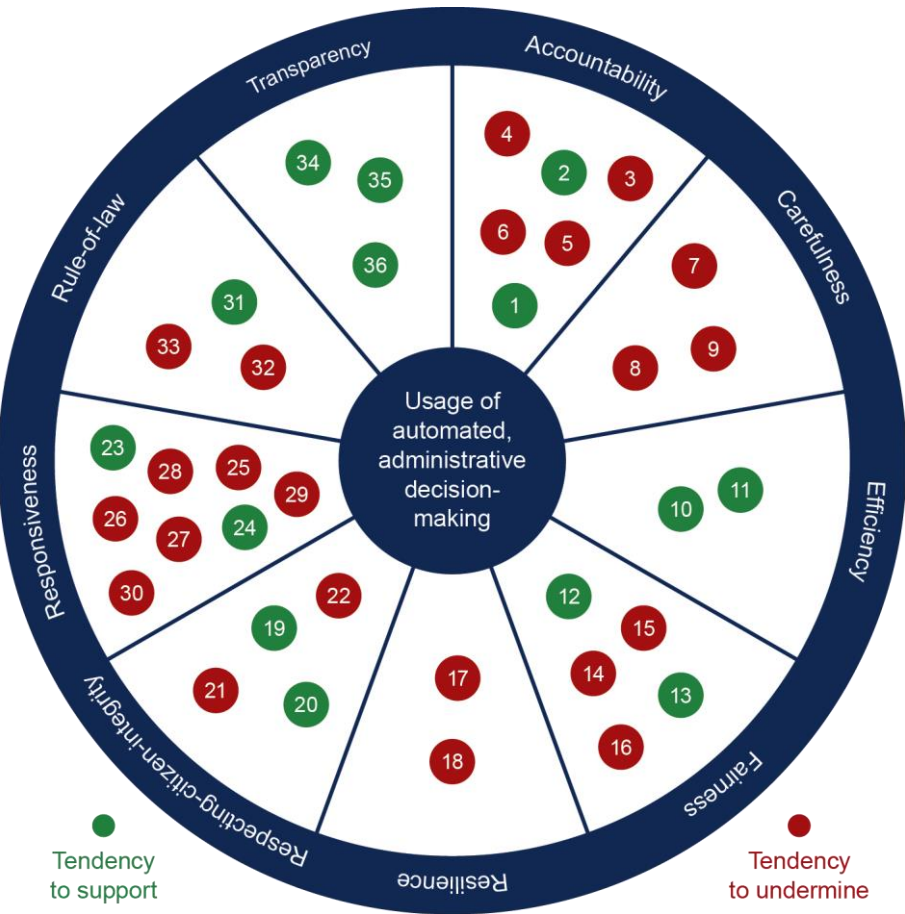 Transparency
Accountability
Carefulness
Efficiency
Fairness
Resilience
Respecting-citizen-integrity
Responsiveness
Rule-of-law
Usage of
automated,
administrative
decision-
making
4
2
3
6
5
1
7
8
9
10
11
12
15
14
13
16
17
18
19
22
21
20
23
28
25
29
26
27
24
30
31
33
32
34
35
36
Tendency
to support
Tendency
to undermine